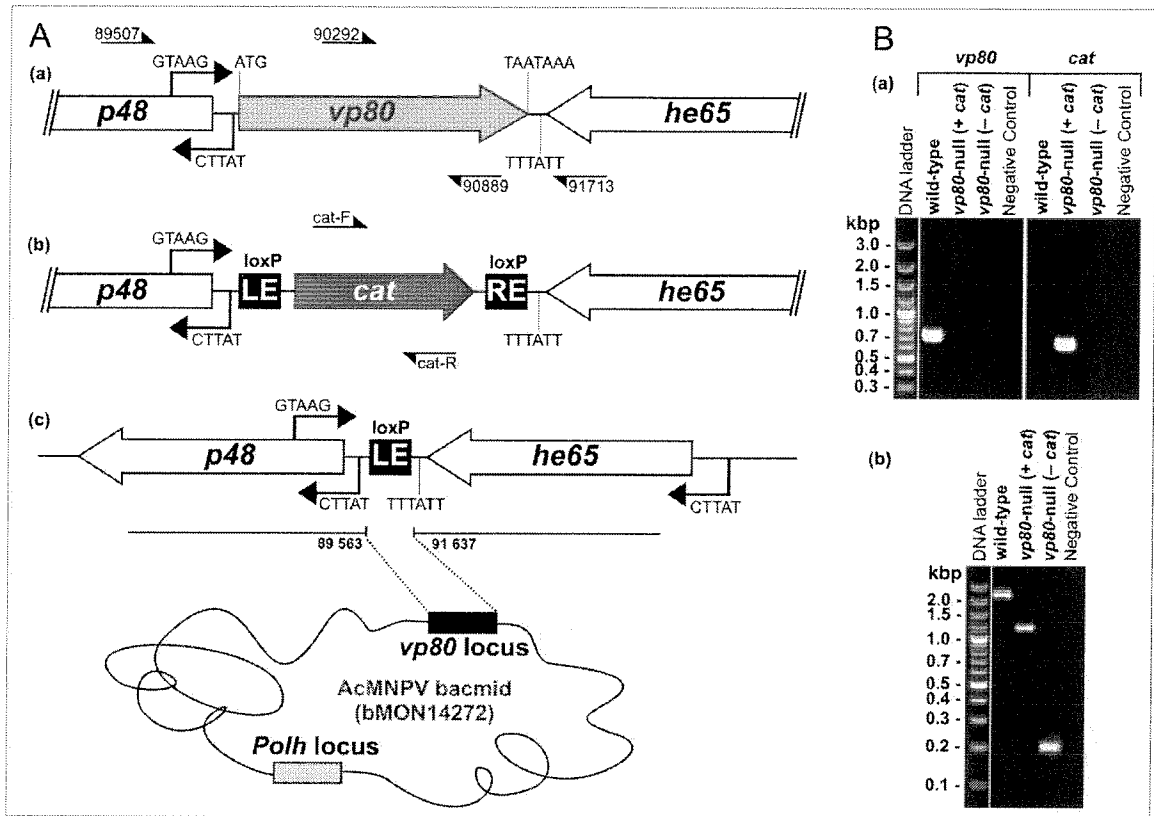 A
89507
90292
GTAAG
ATG
TAATAAA
(a)
p48
vp80
he65
CTTAT
TTTATT
90889
91713
cat-F
(b)
GTAAG
loxP
loxP
p48
LE
cat
RE
he65
CTTAT
TTTATT
cat-R
(c)
GTAAG
loxP
p48
LE
he65
CTTAT
TTTATT
CTTAT
89 563
91 637
vp80 locus
AcMNPV bacmid
(bMON14272)
Polh locus
B
vp80
cat
(a)
DNA ladder
wild-type
vp80-null (+ cat)
vp80-null (– cat)
Negative Control
wild-type
vp80-null (+ cat)
vp80-null (– cat)
Negative Control
kbp
3.0 -
2.0 -
1.5 -
1.0 -
0.7 -
0.5 -
0.4 -
0.3 -
(b)
DNA ladder
wild-type
vp80-null (+ cat)
vp80-null (– cat)
Negative Control
kbp
2.0 -
1.5 -
1.0 -
0.7 -
0.5 -
0.4 -
0.3 -
0.2 -
0.1 -